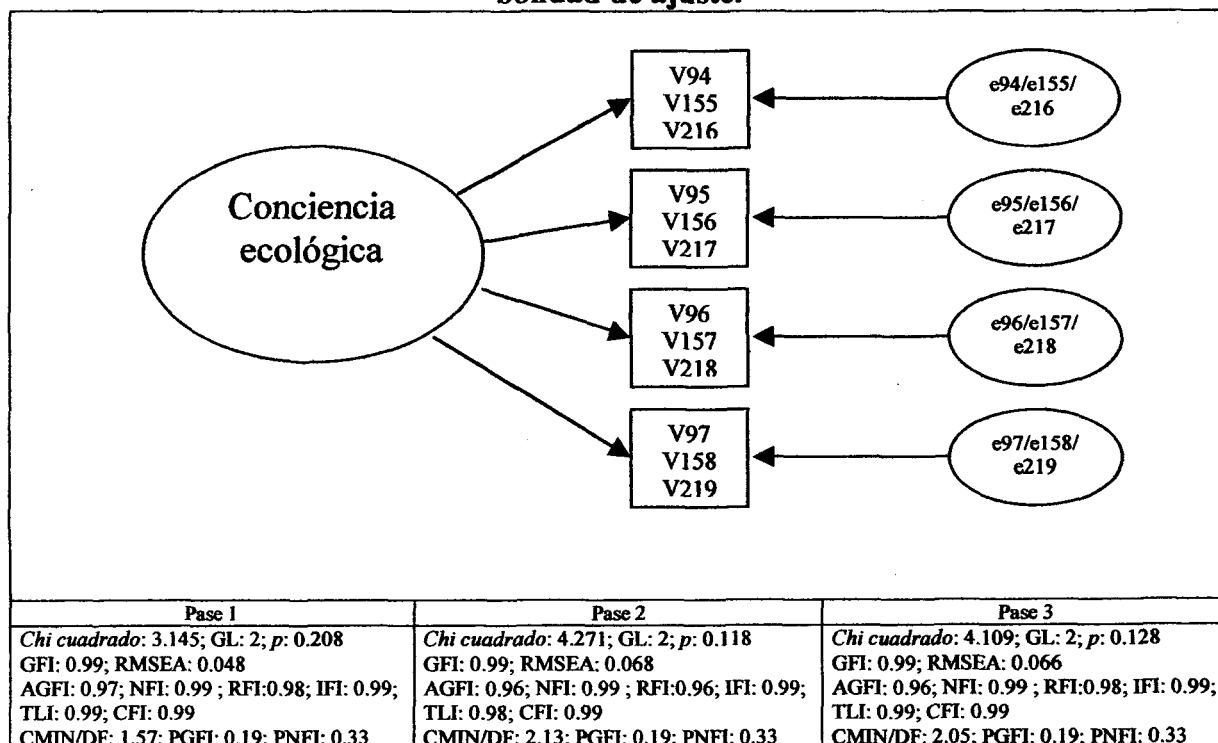 bondad de ajuste.
Conciencia
ecológica
V94
V155
V216
e94/e155/
e216
V95
V156
V217
e95/e156/
e217
V96
V157
V218
e96/e157/
e218
V97
V158
V219
e97/e158/
e219
Pase 1
Chi cuadrado: 3.145; GL: 2; p: 0.208
GFI: 0.99; RMSEA: 0.048
AGFI: 0.97; NFI: 0.99 ; RFI:0.98; IFI: 0.99;
TLI: 0.99; CFI: 0.99
CMIN/DF: 1.57; PGFI: 0.19; PNFI: 0.33
Pase 2
Chi cuadrado: 4.271; GL: 2; p: 0.118
GFI: 0.99; RMSEA: 0.068
AGFI: 0.96; NFI: 0.99 ; RFI:0.96; IFI: 0.99;
TLI: 0.98; CFI: 0.99
CMIN/DF: 2.13; PGFI: 0.19; PNFI: 0.33
Pase 3
Chi cuadrado: 4.109; GL: 2; p: 0.128
GFI: 0.99; RMSEA: 0.066
AGFI: 0.96; NFI: 0.99 ; RFI:0.98; IFI: 0.99;
TLI: 0.99; CFI: 0.99
CMIN/DF: 2.05; PGFI: 0.19; PNFI: 0.33